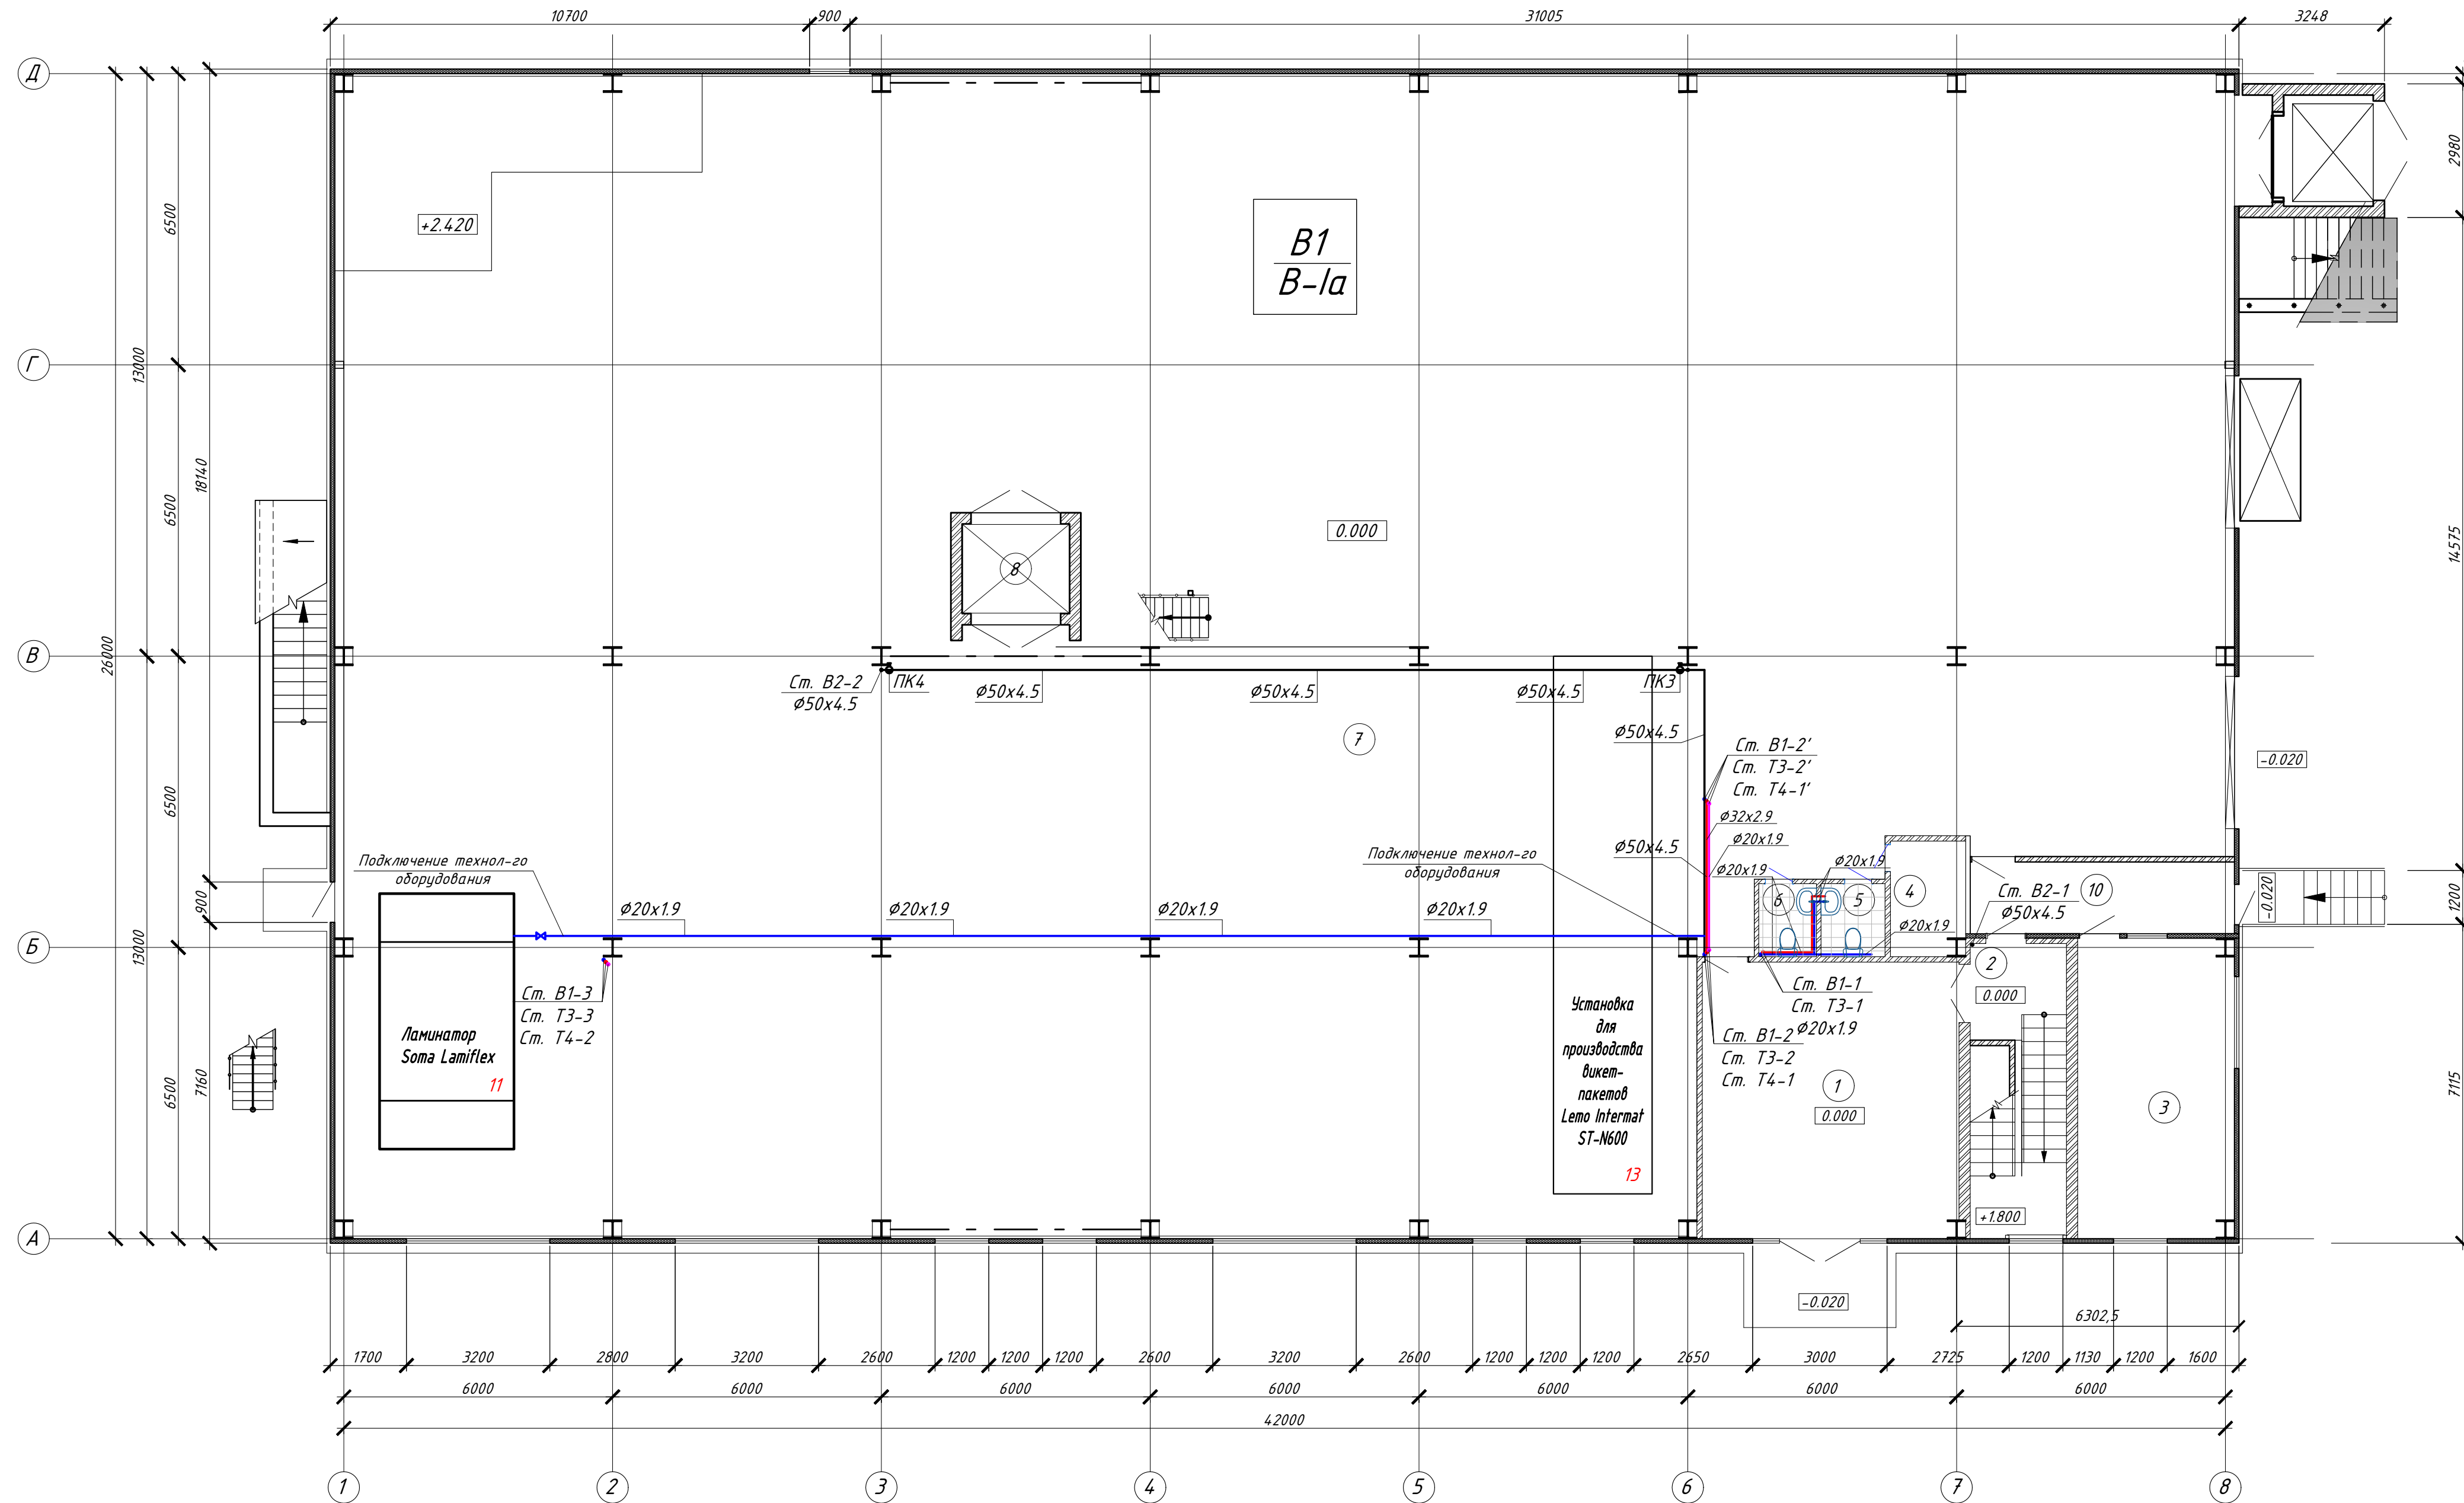 10700 900 31005 3248
Д
2980
6500
+2.420
В1
В-Iа
Г
13000
18140
6500
0.000
14575
8
26000
В
Ст. В2-2
Ø50x4.5
ПК4
Ø50x4.5
Ø50x4.5
Ø50x4.5
ПК3
7
Ø50x4.5
Ст. В1-2'
Ст. Т3-2'
Ст. Т4-1'
-0.020
6500
Ø32x2.9
Ø20x1.9
Ø50x4.5
Ø20x1.9
Ø20x1.9
Подключение технол-го
оборудования
Подключение технол-го
оборудования
900
6
5
4
Ст. В2-1
Ø50x4.5
10
-0.020
1200
Ø20x1.9
Ø20x1.9
Ø20x1.9
Ø20x1.9
Ø20x1.9
Б
13000
2
0.000
Ст. В1-3
Ст. Т3-3
Ст. Т4-2
Ст. В1-1
Ст. Т3-1
Ø20x1.9
Ст. В1-2
Ст. Т3-2
Ст. Т4-1
Ламинатор
Soma Lamiflex
11
Установка
для
производства
викет-
пакетов
Lemo Intermat
ST-N600
13
6500
7160
1
0.000
3
7115
+1.800
А
-0.020
6302,5
1700 3200 2800 3200 2600 1200 1200 1200 2600 3200 2600 1200 1200 1200 2650 3000 2725 1200 1130 1200 1600
6000 6000 6000 6000 6000 6000 6000
42000
1 2 3 4 5 6 7 8